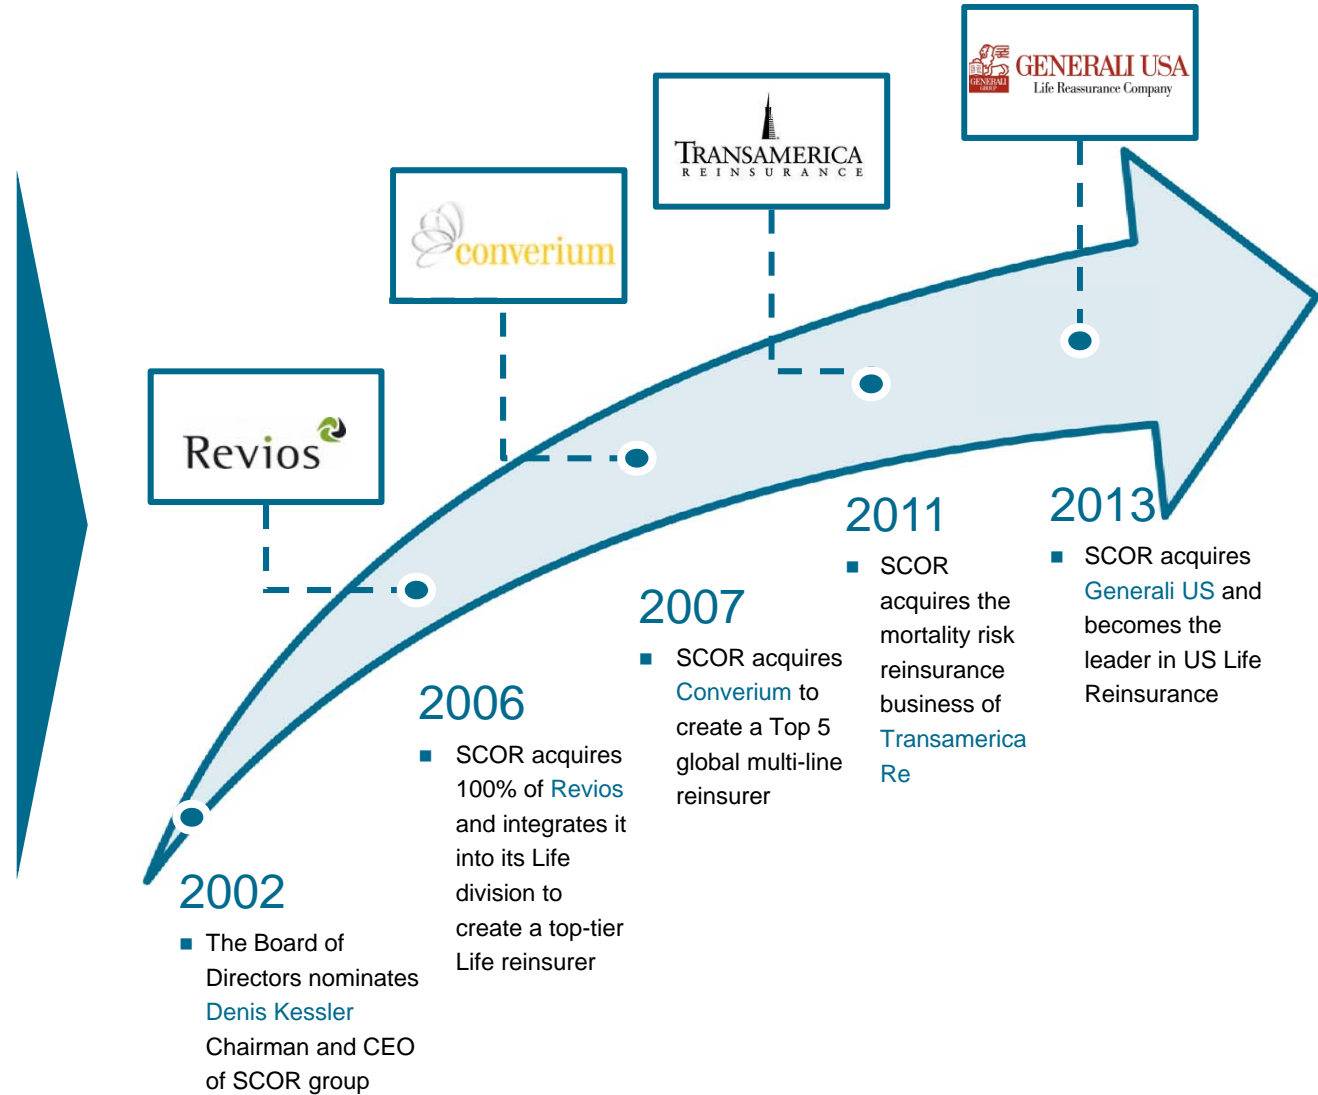 GENERALI
GROUP
GENERALI USA
Life Reassurance Company
TRANSAMERICA
REINSURANCE
converium
Revios
2002
The Board of
Directors nominates
Denis Kessler
Chairman and CEO
of SCOR group
2006
SCOR acquires
100% of Revios
and integrates it
into its Life
division to
create a top-tier
Life reinsurer
2007
SCOR acquires
Converium to
create a Top 5
global multi-line
reinsurer
2011
SCOR
acquires the
mortality risk
reinsurance
business of
Transamerica
Re
2013
SCOR acquires
Generali US and
becomes the
leader in US Life
Reinsurance